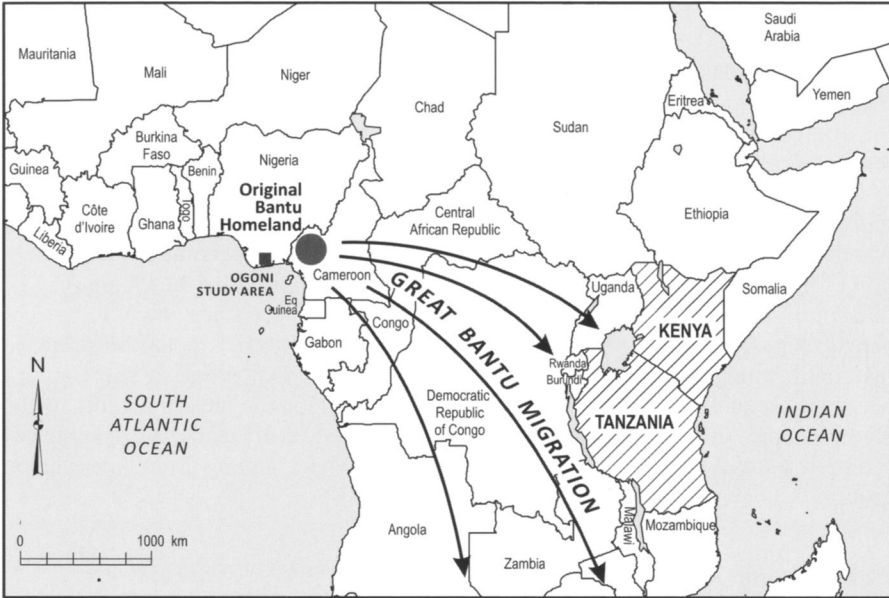 Saudi
Arabia
Mauritania
Mali
Niger
Chad
Sudan
Eritrea
Yemen
Burkina
Faso
Guinea
Benin
Nigeria
Togo
Côte
d'Ivoire
Ghana
Liberia
Original
Bantu
Homeland
Central
African Republic
Ethiopia
OGONI
STUDY AREA
Cameroon
Eq
Guinea
Gabon
Congo
GREAT BANTU MIGRATION
Uganda
Somalia
KENYA
Rwanda
Burundi
TANZANIA
Democratic
Republic
of Congo
N
SOUTH
ATLANTIC
OCEAN
INDIAN
OCEAN
Angola
Zambia
Malawi
Mozambique
0 1000 km